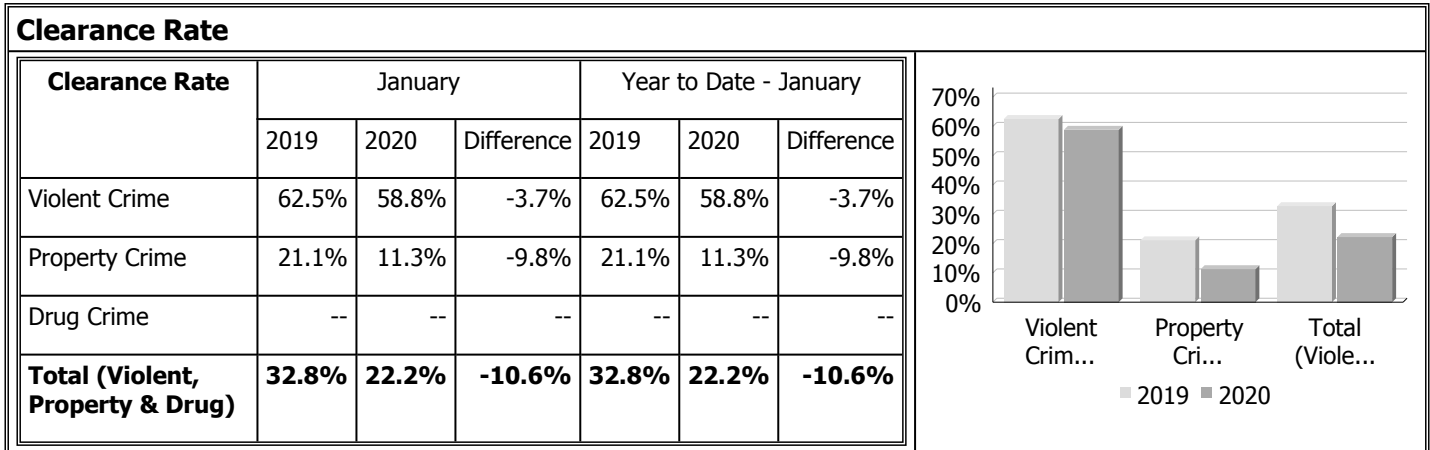 Clearance Rate
Clearance Rate January Year to Date - January
2019 2020 Difference 2019 2020 Difference
Violent Crime 62.5% 58.8% -3.7% 62.5% 58.8% -3.7%
Property Crime 21.1% 11.3% -9.8% 21.1% 11.3% -9.8%
Drug Crime -- -- -- -- -- --
Total (Violent, 32.8% 22.2% -10.6% 32.8% 22.2% -10.6%
Property & Drug)
70%
60%
50%
40%
30%
20%
10%
0%
Violent Property Total
Crim... Cri... (Viole...
2019 2020